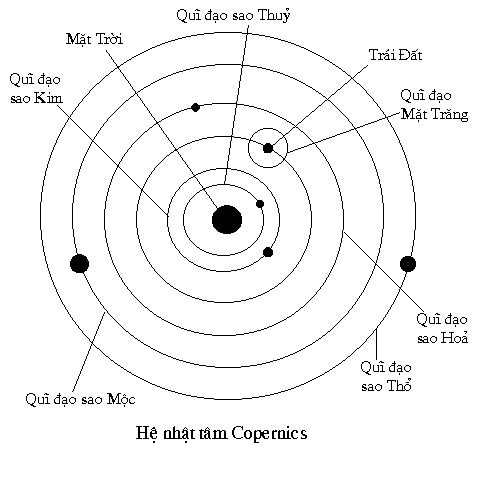 Quĩ đạo sao Thuỷ
Mặt Trời
Trái Đất
Quĩ đạo
sao Kim
Quĩ đạo
Mặt Trăng
Quĩ đạo
sao Hoả
Quĩ đạo
sao Thổ
Quĩ đạo sao Mộc
Hệ nhật tâm Copernics